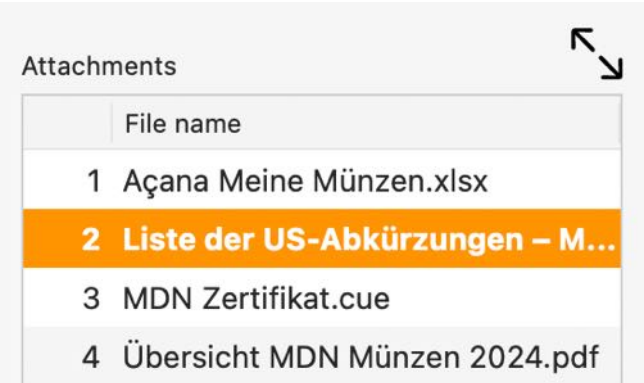 Attachments
File name
1 Açana Meine Münzen.xlsx
2 Liste der US-Abkürzungen – M...
3 MDN Zertifikat.cue
4 Übersicht MDN Münzen 2024.pdf